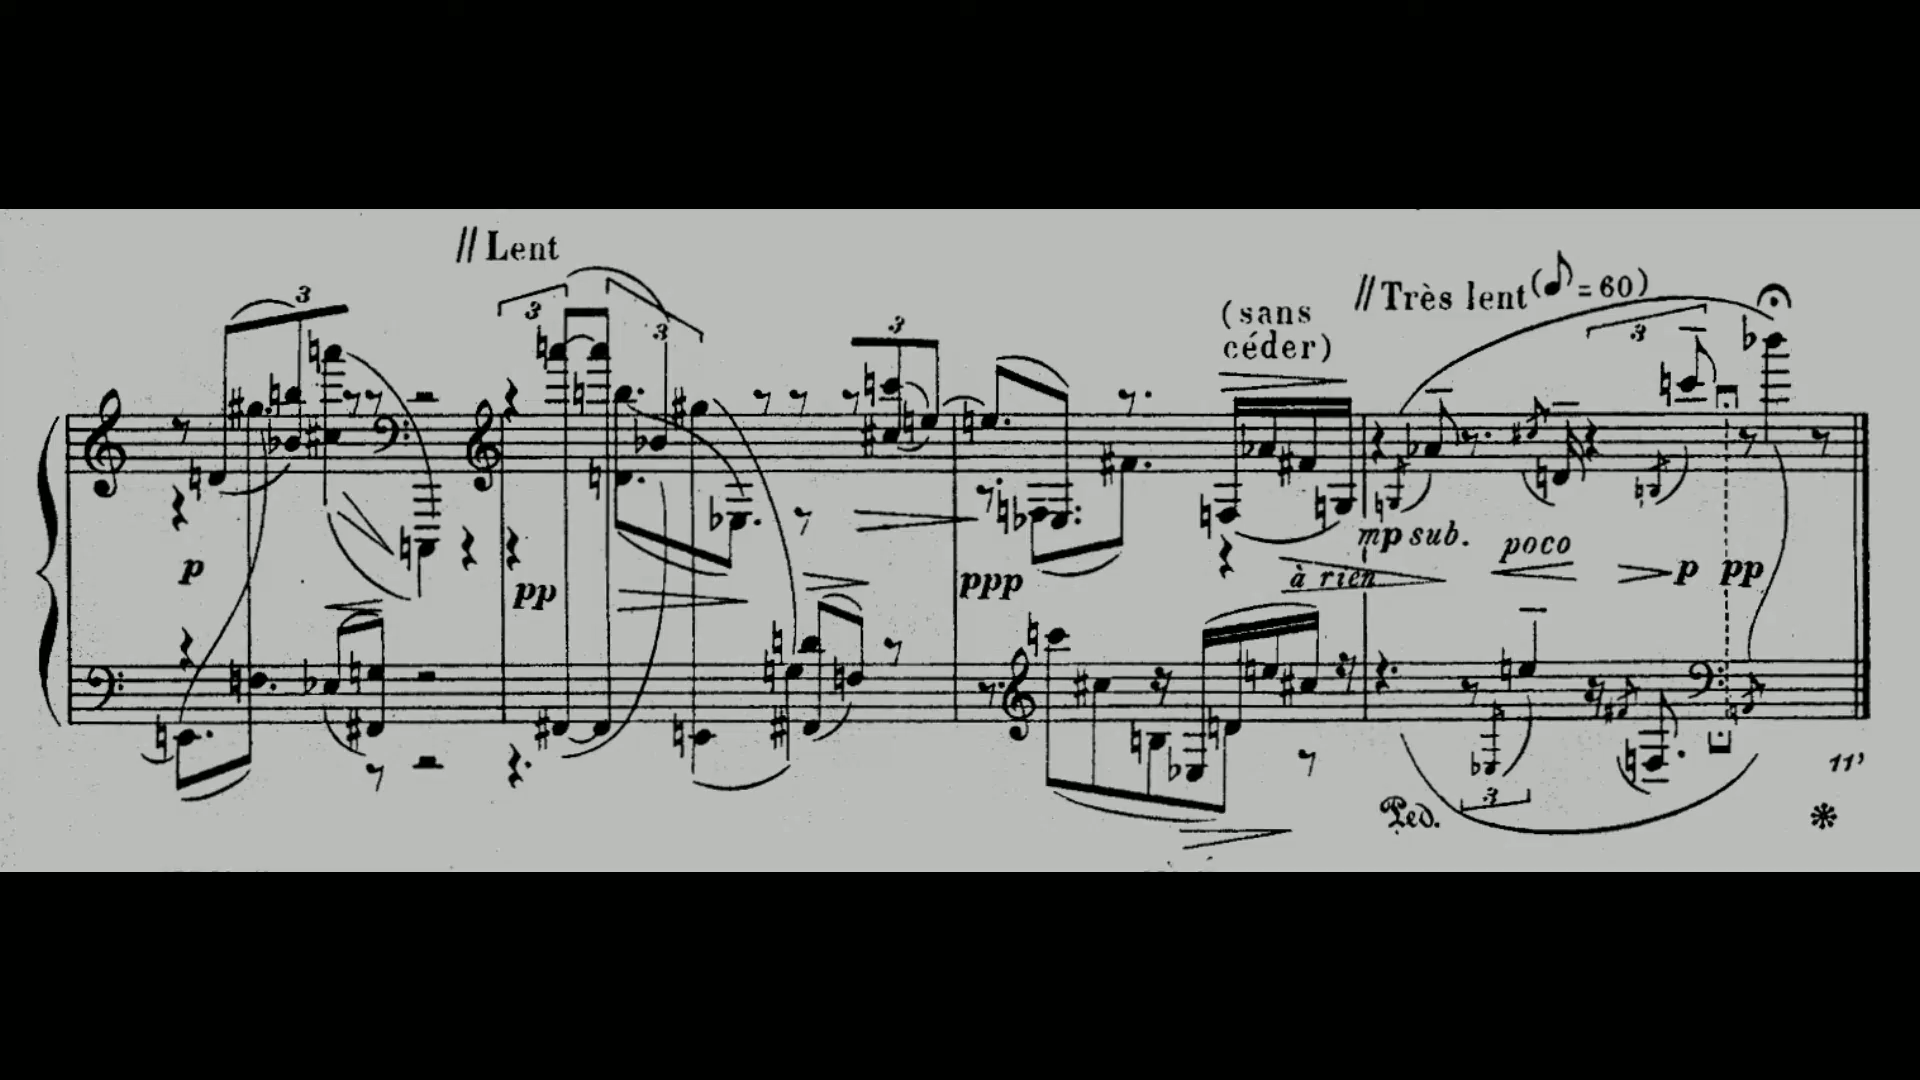 // Lent
3
3
3
3
(sans
céder)
// Très lent (♪ = 60)
3
p
pp
ppp
à rien
mp sub.
poco
p
pp
3
Ped.
11’